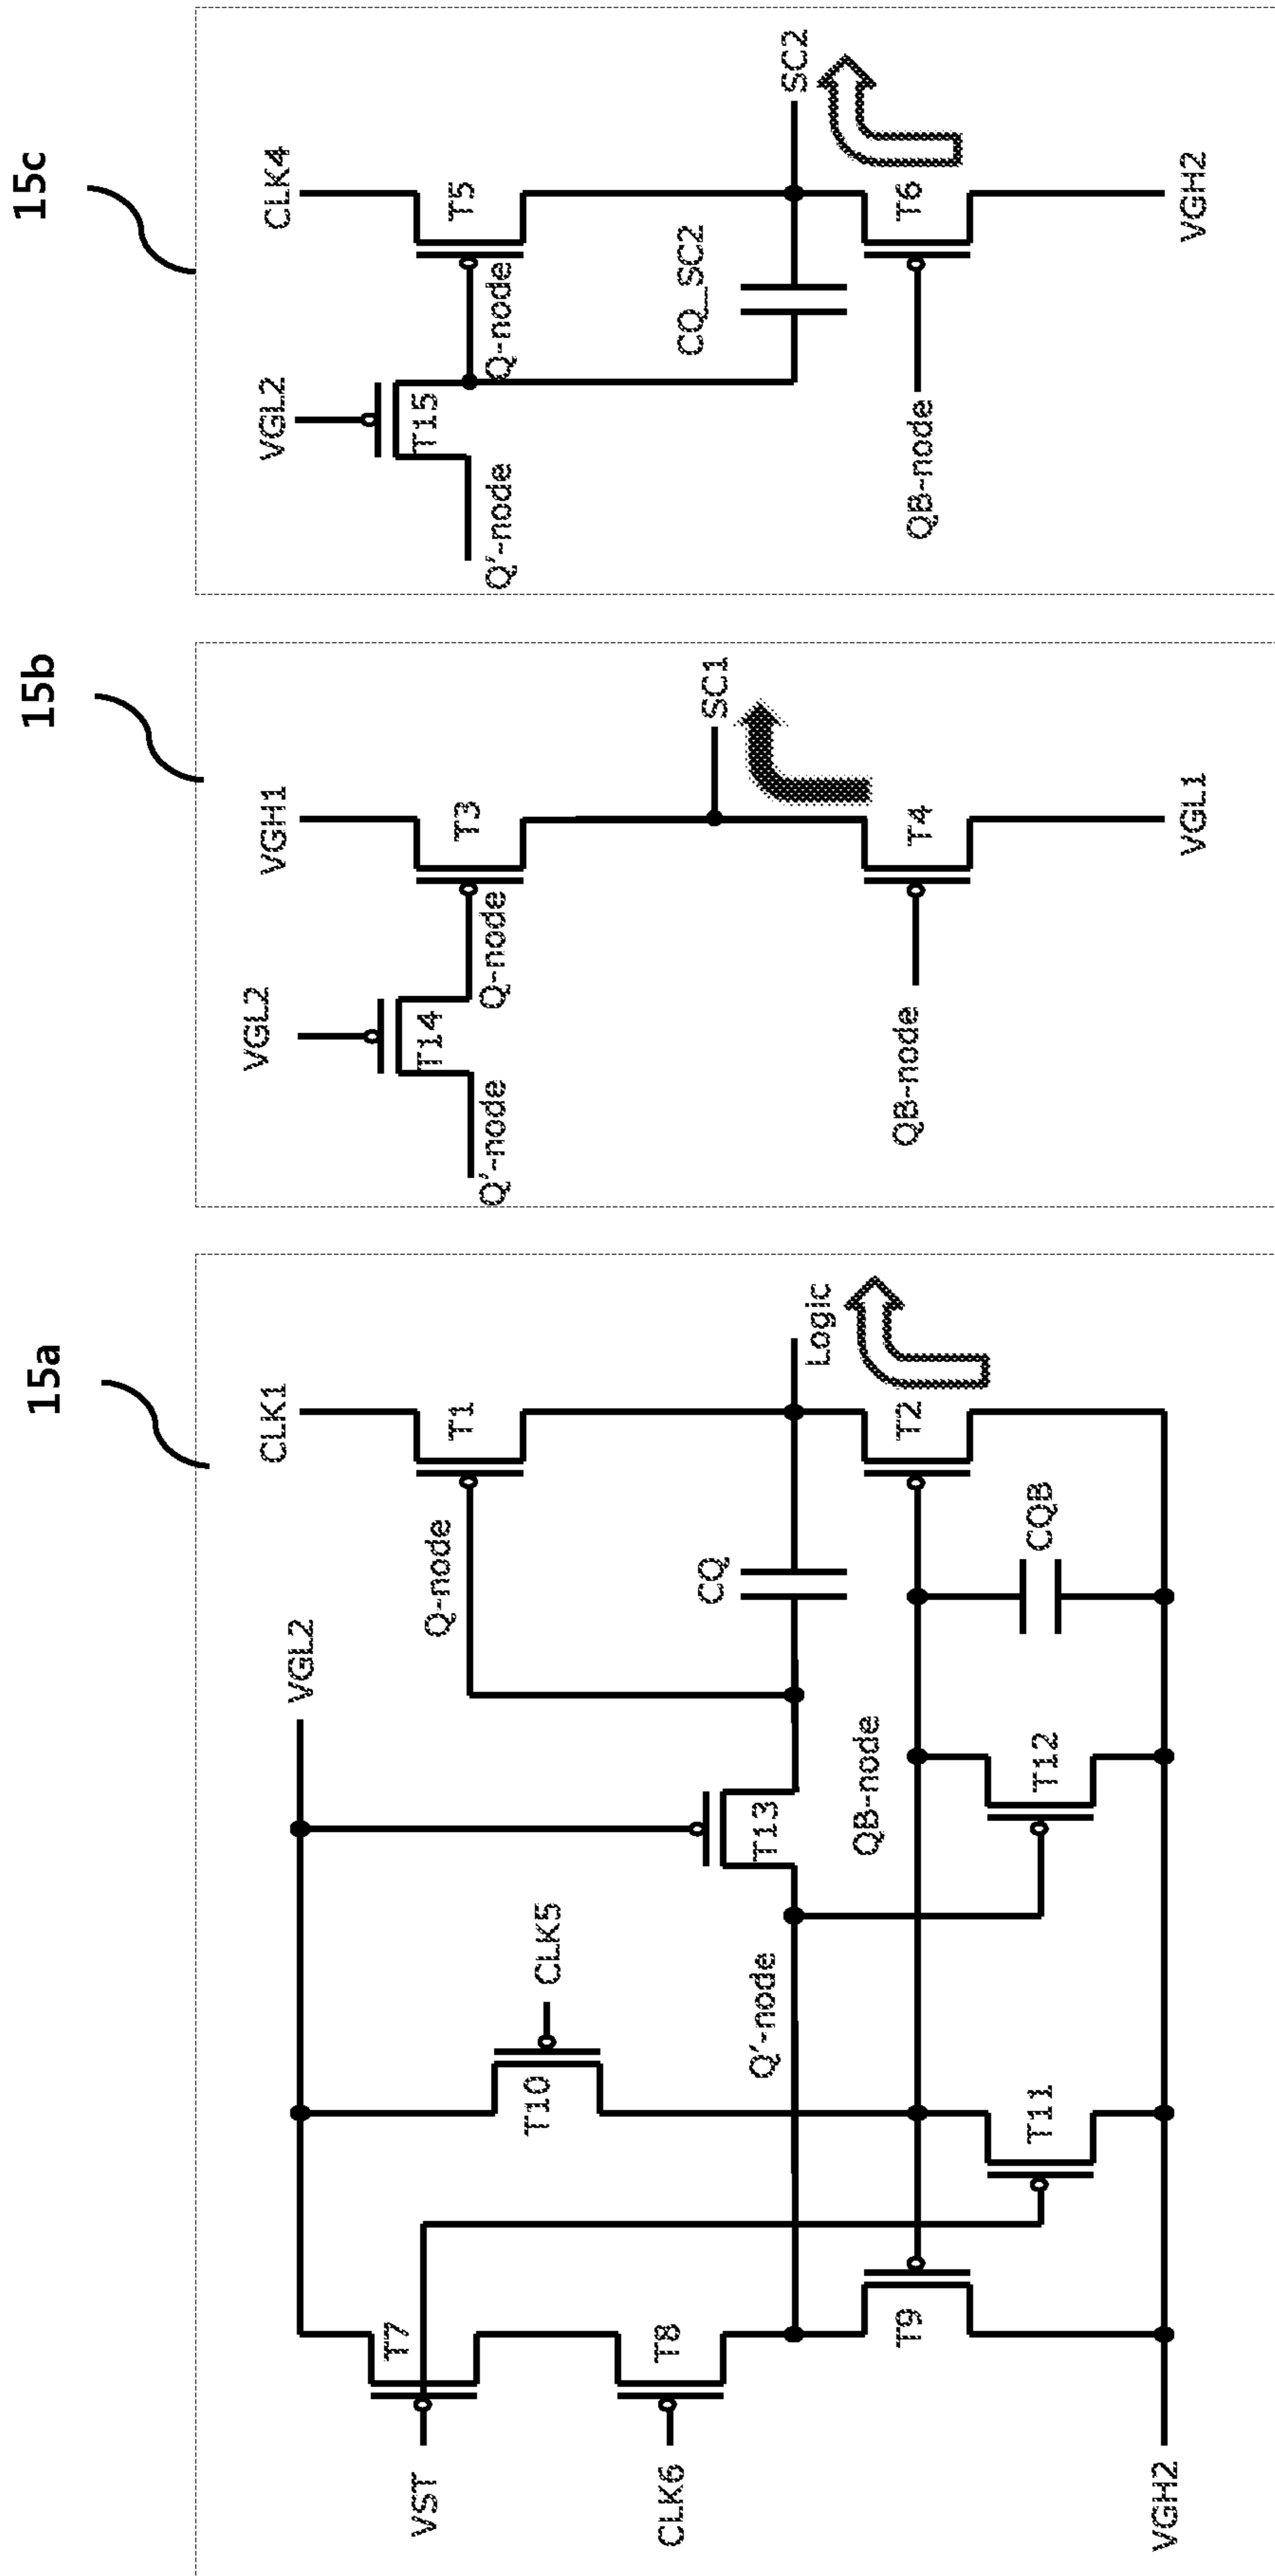 15a
VGL2
CLK1
T7
T10
CLK5
Q-node
T1
VST
T8
CLK6
T13
CQ
Logic
Q'-node
QB-node
T9
T2
T11
T12
CQB
VGH2
15b
VGL2
VGH1
T14
Q'-node
Q-node
T3
SC1
QB-node
T4
VGL1
15c
VGL2
CLK4
T15
Q'-node
Q-node
T5
CQ_SC2
SC2
QB-node
T6
VGH2